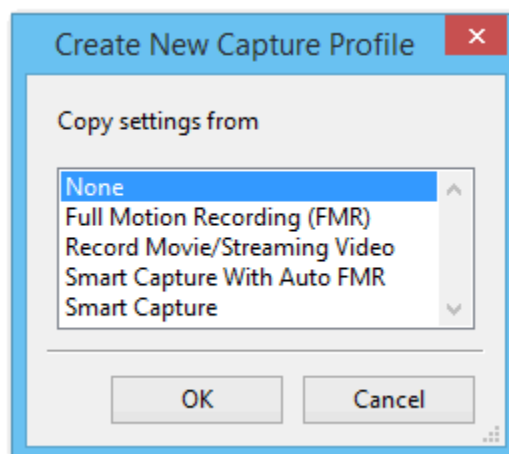 Create New Capture Profile
Copy settings from
None
Full Motion Recording (FMR)
Record Movie/Streaming Video
Smart Capture With Auto FMR
Smart Capture
OK
Cancel